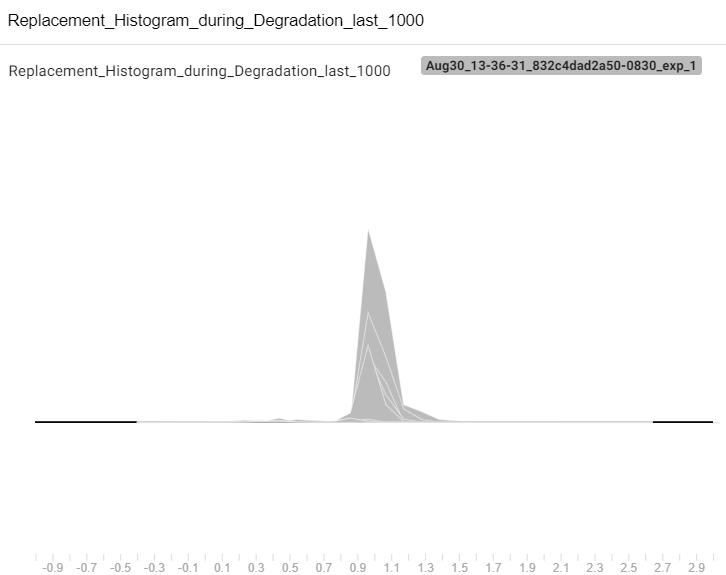 Replacement_Histogram_during_Degradation_last_1000
Replacement_Histogram_during_Degradation_last_1000
Aug30_13-36-31_832c4dad2a50-0830_exp_1
-0.9 -0.7 -0.5 -0.3 -0.1 0.1 0.3 0.5 0.7 0.9 1.1 1.3 1.5 1.7 1.9 2.1 2.3 2.5 2.7 2.9